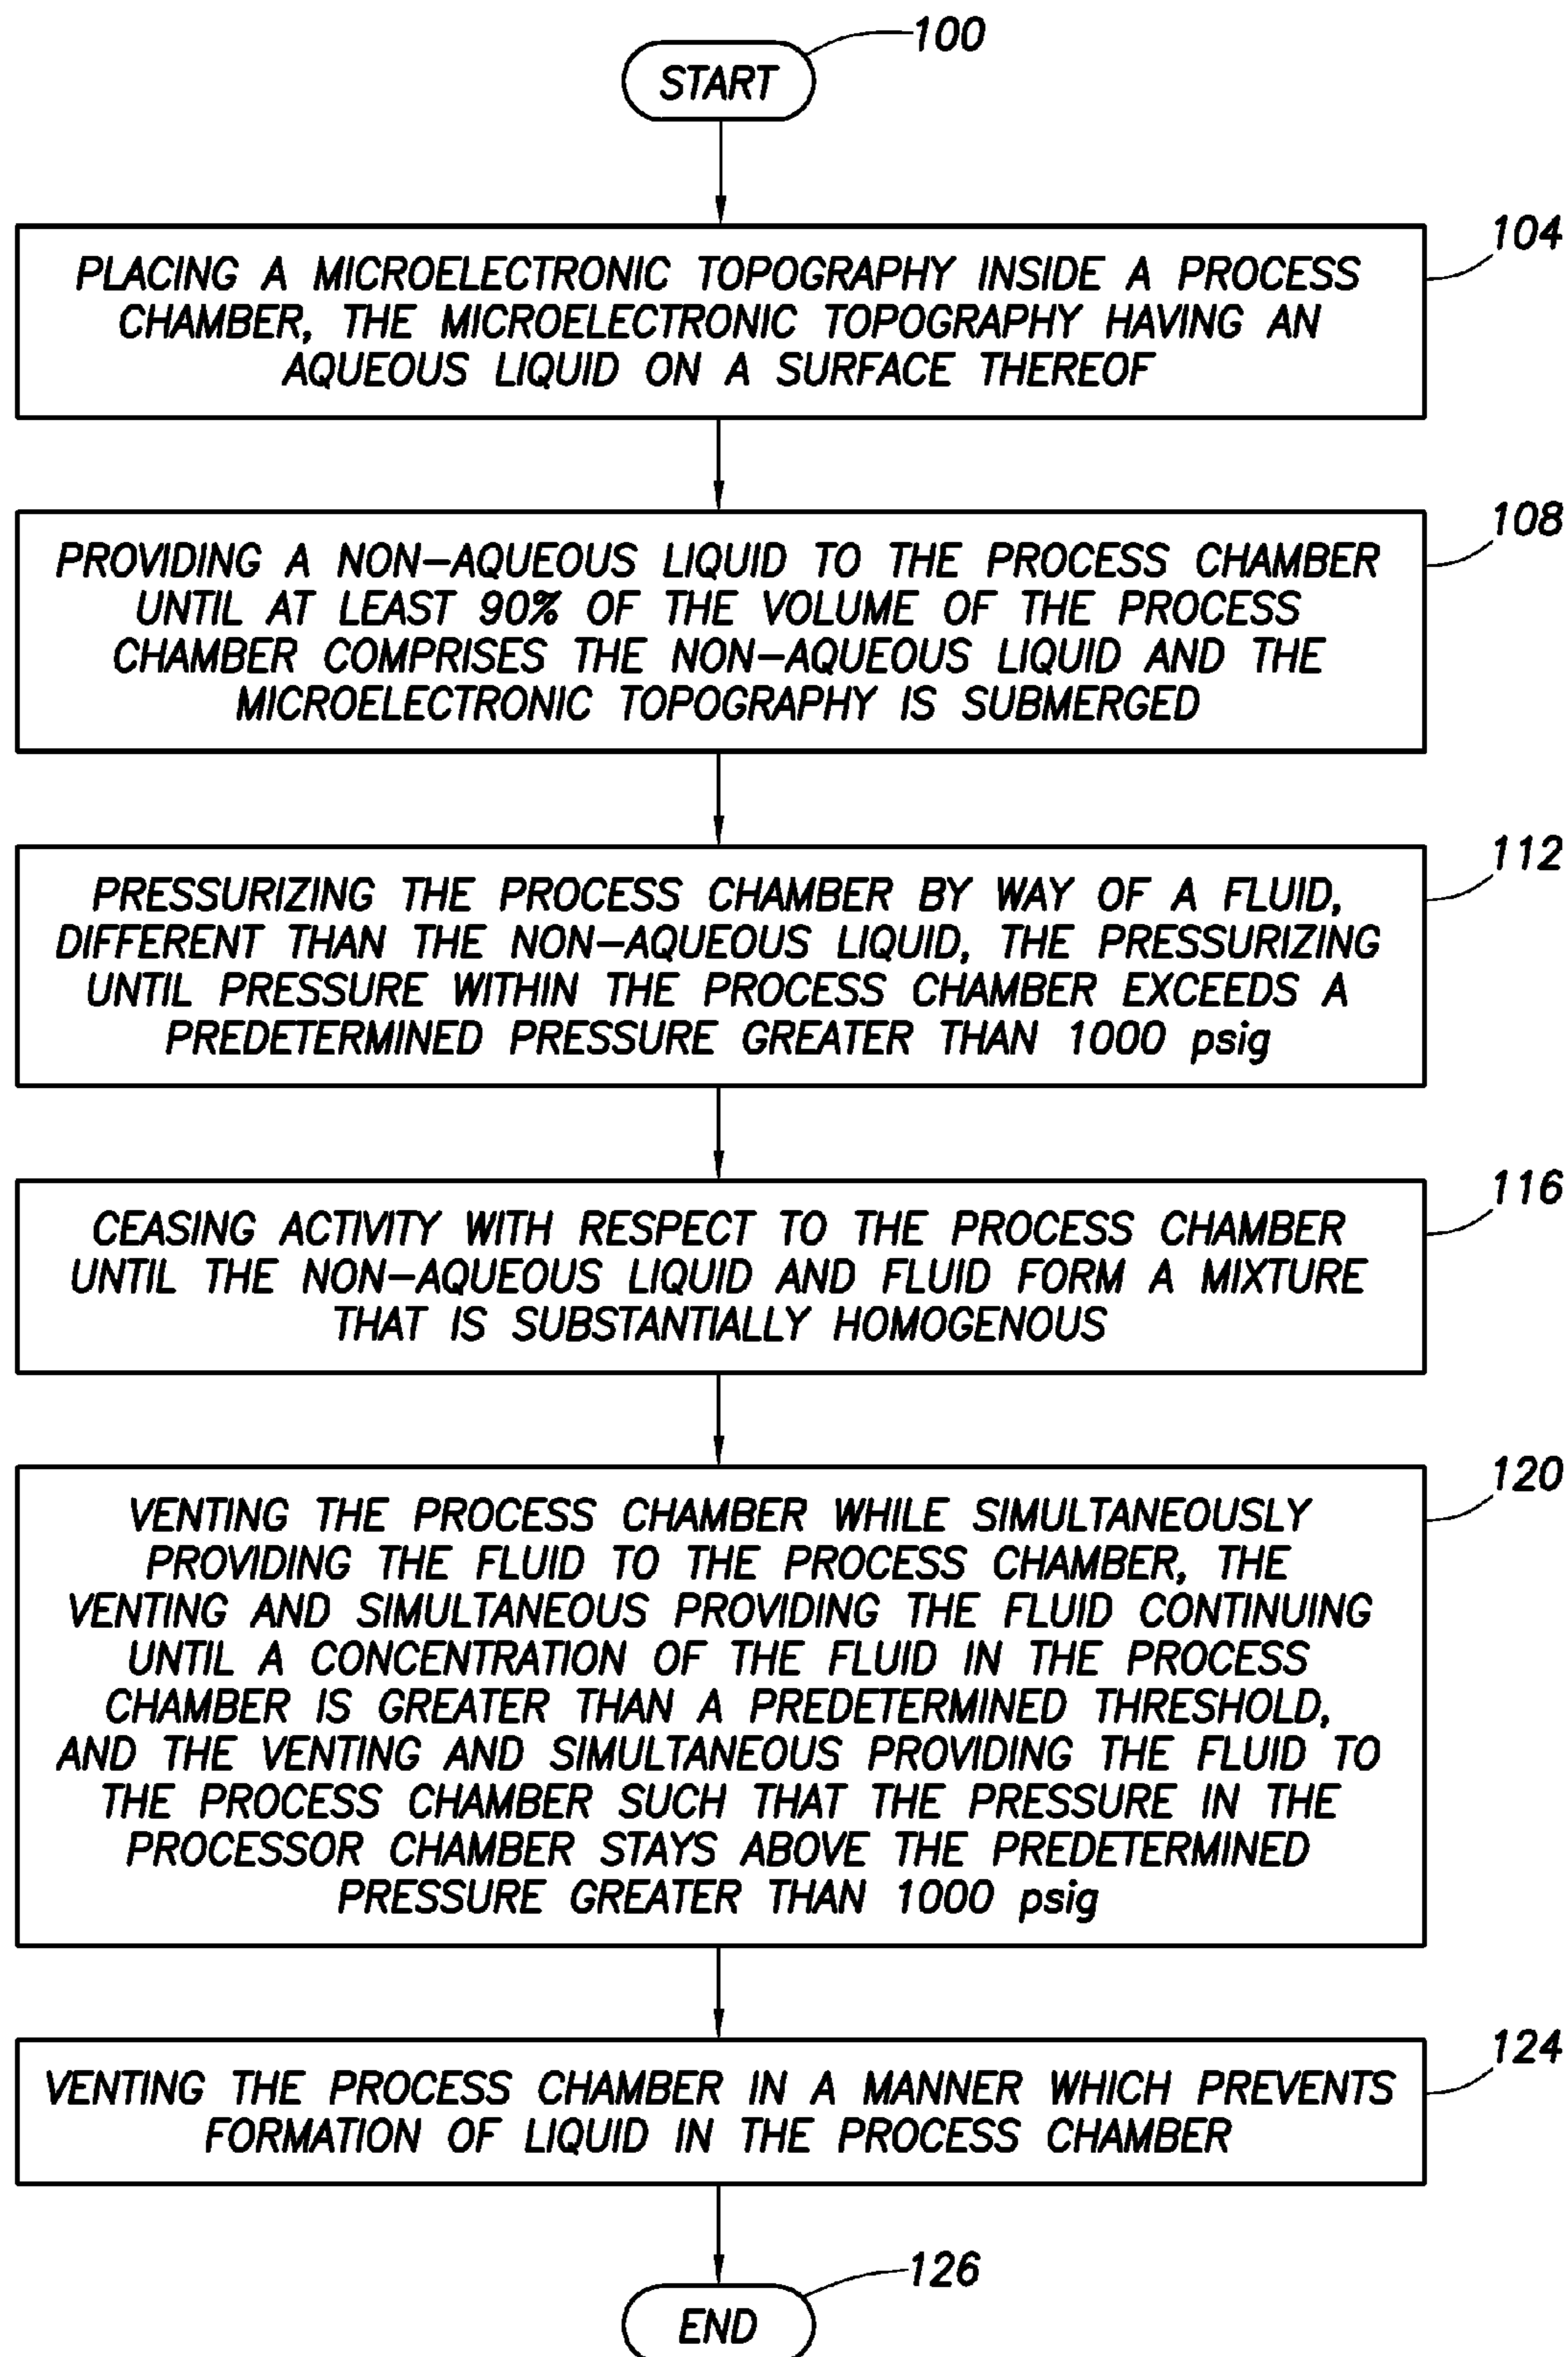 100
START
104
PLACING A MICROELECTRONIC TOPOGRAPHY INSIDE A PROCESS
CHAMBER, THE MICROELECTRONIC TOPOGRAPHY HAVING AN
AQUEOUS LIQUID ON A SURFACE THEREOF
108
PROVIDING A NON-AQUEOUS LIQUID TO THE PROCESS CHAMBER
UNTIL AT LEAST 90% OF THE VOLUME OF THE PROCESS
CHAMBER COMPRISES THE NON-AQUEOUS LIQUID AND THE
MICROELECTRONIC TOPOGRAPHY IS SUBMERGED
112
PRESSURIZING THE PROCESS CHAMBER BY WAY OF A FLUID,
DIFFERENT THAN THE NON-AQUEOUS LIQUID, THE PRESSURIZING
UNTIL PRESSURE WITHIN THE PROCESS CHAMBER EXCEEDS A
PREDETERMINED PRESSURE GREATER THAN 1000 psig
116
CEASING ACTIVITY WITH RESPECT TO THE PROCESS CHAMBER
UNTIL THE NON-AQUEOUS LIQUID AND FLUID FORM A MIXTURE
THAT IS SUBSTANTIALLY HOMOGENOUS
120
VENTING THE PROCESS CHAMBER WHILE SIMULTANEOUSLY
PROVIDING THE FLUID TO THE PROCESS CHAMBER, THE
VENTING AND SIMULTANEOUS PROVIDING THE FLUID CONTINUING
UNTIL A CONCENTRATION OF THE FLUID IN THE PROCESS
CHAMBER IS GREATER THAN A PREDETERMINED THRESHOLD,
AND THE VENTING AND SIMULTANEOUS PROVIDING THE FLUID TO
THE PROCESS CHAMBER SUCH THAT THE PRESSURE IN THE
PROCESSOR CHAMBER STAYS ABOVE THE PREDETERMINED
PRESSURE GREATER THAN 1000 psig
124
VENTING THE PROCESS CHAMBER IN A MANNER WHICH PREVENTS
FORMATION OF LIQUID IN THE PROCESS CHAMBER
126
END